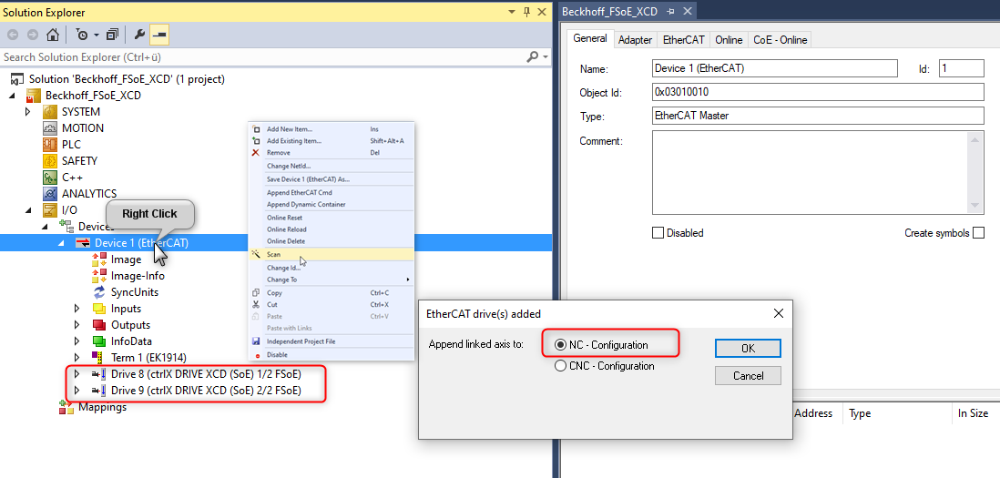 Solution Explorer
Search Solution Explorer (Ctrl+ü)
Solution 'Beckhoff_FSoE_XCD' (1 project)
Beckhoff_FSoE_XCD
SYSTEM
MOTION
PLC
SAFETY
C++
ANALYTICS
I/O
Devices
Device 1 (EtherCAT)
Image
Image-Info
SyncUnits
Inputs
Outputs
InfoData
Term 1 (EK1914)
Drive 8 (ctrlX DRIVE XCD (SoE) 1/2 FSoE)
Drive 9 (ctrlX DRIVE XCD (SoE) 2/2 FSoE)
Mappings
Right Click
Add New Item... Ins
Add Existing Item... Shift+Alt+A
Remove Del
Change NetId...
Save Device 1 (EtherCAT) As...
Append EtherCAT Cmd
Append Dynamic Container
Online Reset
Online Reload
Online Delete
Scan
Change Id...
Change To
Copy Ctrl+C
Cut Ctrl+X
Paste Ctrl+V
Paste with Links
Independent Project File
Disable
Beckhoff_FSoE_XCD
General Adapter EtherCAT Online CoE - Online
Name: Device 1 (EtherCAT) Id: 1
Object Id: 0x03010010
Type: EtherCAT Master
Comment:
Disabled Create symbols
EtherCAT drive(s) added
Append linked axis to: NC - Configuration OK
CNC - Configuration Cancel
Address Type In Size